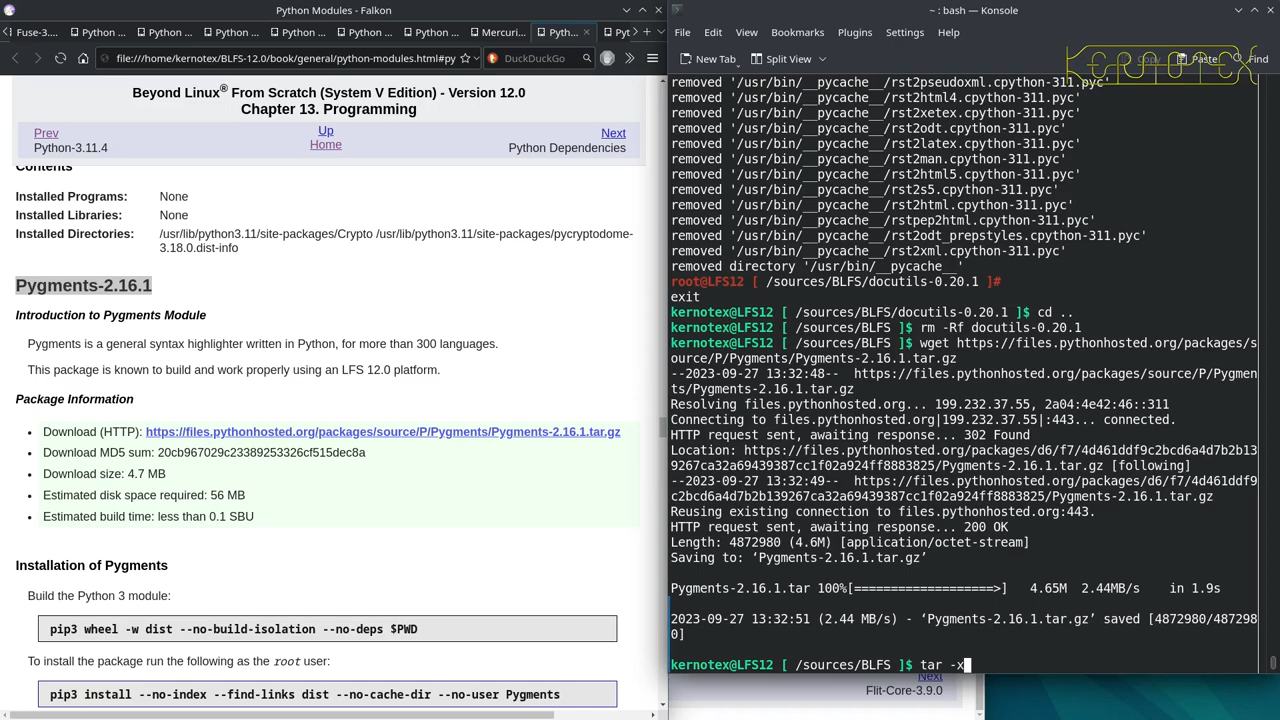 Python Modules - Falkon
Fuse-3....
Python ...
Python ...
Python ...
Python ...
Python ...
Python ...
Mercuri...
Pyth...
Pyt
file:///home/kernotex/BLFS-12.0/book/general/python-modules.html#py
DuckDuckGo
Beyond Linux® From Scratch (System V Edition) - Version 12.0
Chapter 13. Programming
Prev
Up
Next
Python-3.11.4
Home
Python Dependencies
Contents
Installed Programs: None
Installed Libraries: None
Installed Directories: /usr/lib/python3.11/site-packages/Crypto /usr/lib/python3.11/site-packages/pycryptodome-
3.18.0.dist-info
Pygments-2.16.1
Introduction to Pygments Module
Pygments is a general syntax highlighter written in Python, for more than 300 languages.
This package is known to build and work properly using an LFS 12.0 platform.
Package Information
• Download (HTTP): https://files.pythonhosted.org/packages/source/P/Pygments/Pygments-2.16.1.tar.gz
• Download MD5 sum: 20cb967029c23389253326cf515dec8a
• Download size: 4.7 MB
• Estimated disk space required: 56 MB
• Estimated build time: less than 0.1 SBU
Installation of Pygments
Build the Python 3 module:
pip3 wheel -w dist --no-build-isolation --no-deps $PWD
To install the package run the following as the root user:
pip3 install --no-index --find-links dist --no-cache-dir --no-user Pygments
~ : bash — Konsole
File Edit View Bookmarks Plugins Settings Help
New Tab Split View Copy Paste Find
KERNOTEX
removed '/usr/bin/__pycache__/rst2pseudoxml.cpython-311.pyc'
removed '/usr/bin/__pycache__/rst2html4.cpython-311.pyc'
removed '/usr/bin/__pycache__/rst2xetex.cpython-311.pyc'
removed '/usr/bin/__pycache__/rst2odt.cpython-311.pyc'
removed '/usr/bin/__pycache__/rst2latex.cpython-311.pyc'
removed '/usr/bin/__pycache__/rst2man.cpython-311.pyc'
removed '/usr/bin/__pycache__/rst2html5.cpython-311.pyc'
removed '/usr/bin/__pycache__/rst2s5.cpython-311.pyc'
removed '/usr/bin/__pycache__/rst2html.cpython-311.pyc'
removed '/usr/bin/__pycache__/rstpep2html.cpython-311.pyc'
removed '/usr/bin/__pycache__/rst2odt_prepstyles.cpython-311.pyc'
removed '/usr/bin/__pycache__/rst2xml.cpython-311.pyc'
removed directory '/usr/bin/__pycache__'
root@LFS12 [ /sources/BLFS/docutils-0.20.1 ]#
exit
kernotex@LFS12 [ /sources/BLFS/docutils-0.20.1 ]$ cd ..
kernotex@LFS12 [ /sources/BLFS ]$ rm -Rf docutils-0.20.1
kernotex@LFS12 [ /sources/BLFS ]$ wget https://files.pythonhosted.org/packages/s
ource/P/Pygments/Pygments-2.16.1.tar.gz
--2023-09-27 13:32:48-- https://files.pythonhosted.org/packages/source/P/Pygmen
ts/Pygments-2.16.1.tar.gz
Resolving files.pythonhosted.org... 199.232.37.55, 2a04:4e42:46::311
Connecting to files.pythonhosted.org|199.232.37.55|:443... connected.
HTTP request sent, awaiting response... 302 Found
Location: https://files.pythonhosted.org/packages/d6/f7/4d461ddf9c2bcd6a4d7b2b13
9267ca32a69439387cc1f02a924ff8883825/Pygments-2.16.1.tar.gz [following]
--2023-09-27 13:32:49-- https://files.pythonhosted.org/packages/d6/f7/4d461ddf9
c2bcd6a4d7b2b139267ca32a69439387cc1f02a924ff8883825/Pygments-2.16.1.tar.gz
Reusing existing connection to files.pythonhosted.org:443.
HTTP request sent, awaiting response... 200 OK
Length: 4872980 (4.6M) [application/octet-stream]
Saving to: ‘Pygments-2.16.1.tar.gz’
Pygments-2.16.1.tar 100%[===================>] 4.65M 2.44MB/s in 1.9s
2023-09-27 13:32:51 (2.44 MB/s) - ‘Pygments-2.16.1.tar.gz’ saved [4872980/487298
0]
kernotex@LFS12 [ /sources/BLFS ]$ tar -x
Next
Flit-Core-3.9.0